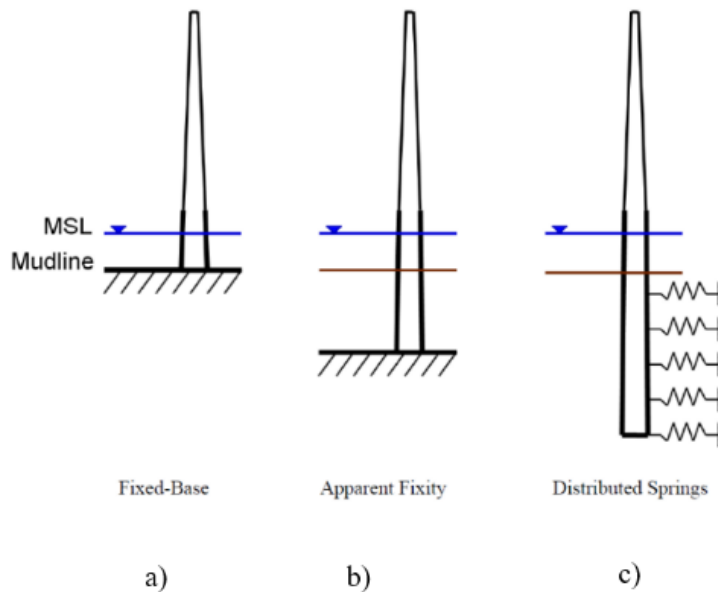 MSL
Mudline
Fixed-Base
Apparent Fixity
Distributed Springs
a)
b)
c)